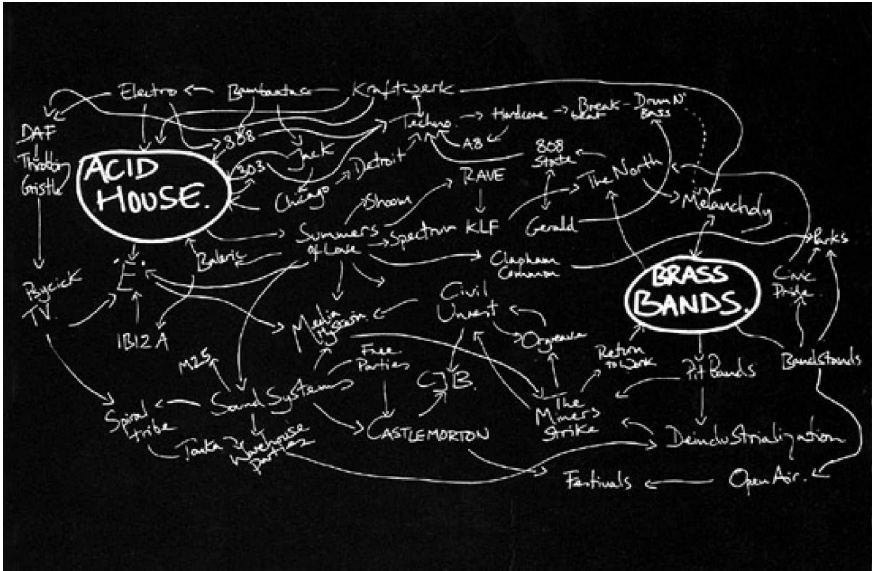 Electro
Bambaataa
Kraftwerk
DAF
808
Techno.
Hardcore
Break
beat
Drum N'
Bass
Throbbing
Gristle
ACID
HOUSE.
303
Jack
Detroit
A8
808
State
Chicago
Shoom
RAVE
The North
Melancholy
Summers
of Love
Spectrum
KLF
Gerald
Balearic
Clapham
Common
Parks
Psychick
TV.
'E'.
IBIZA
Media
Hysteria
Civil
Unrest
BRASS
BANDS.
Civic
Pride.
M25
Free
Parties
Orgreave
Return
to Work
Pit Bands
Bandstands
CJB.
Spiral
tribe
Sound Systems
Tonka
Warehouse
parties
CASTLEMORTON
The
Miners
Strike
Deindustrialization
Festivals
Open Air.